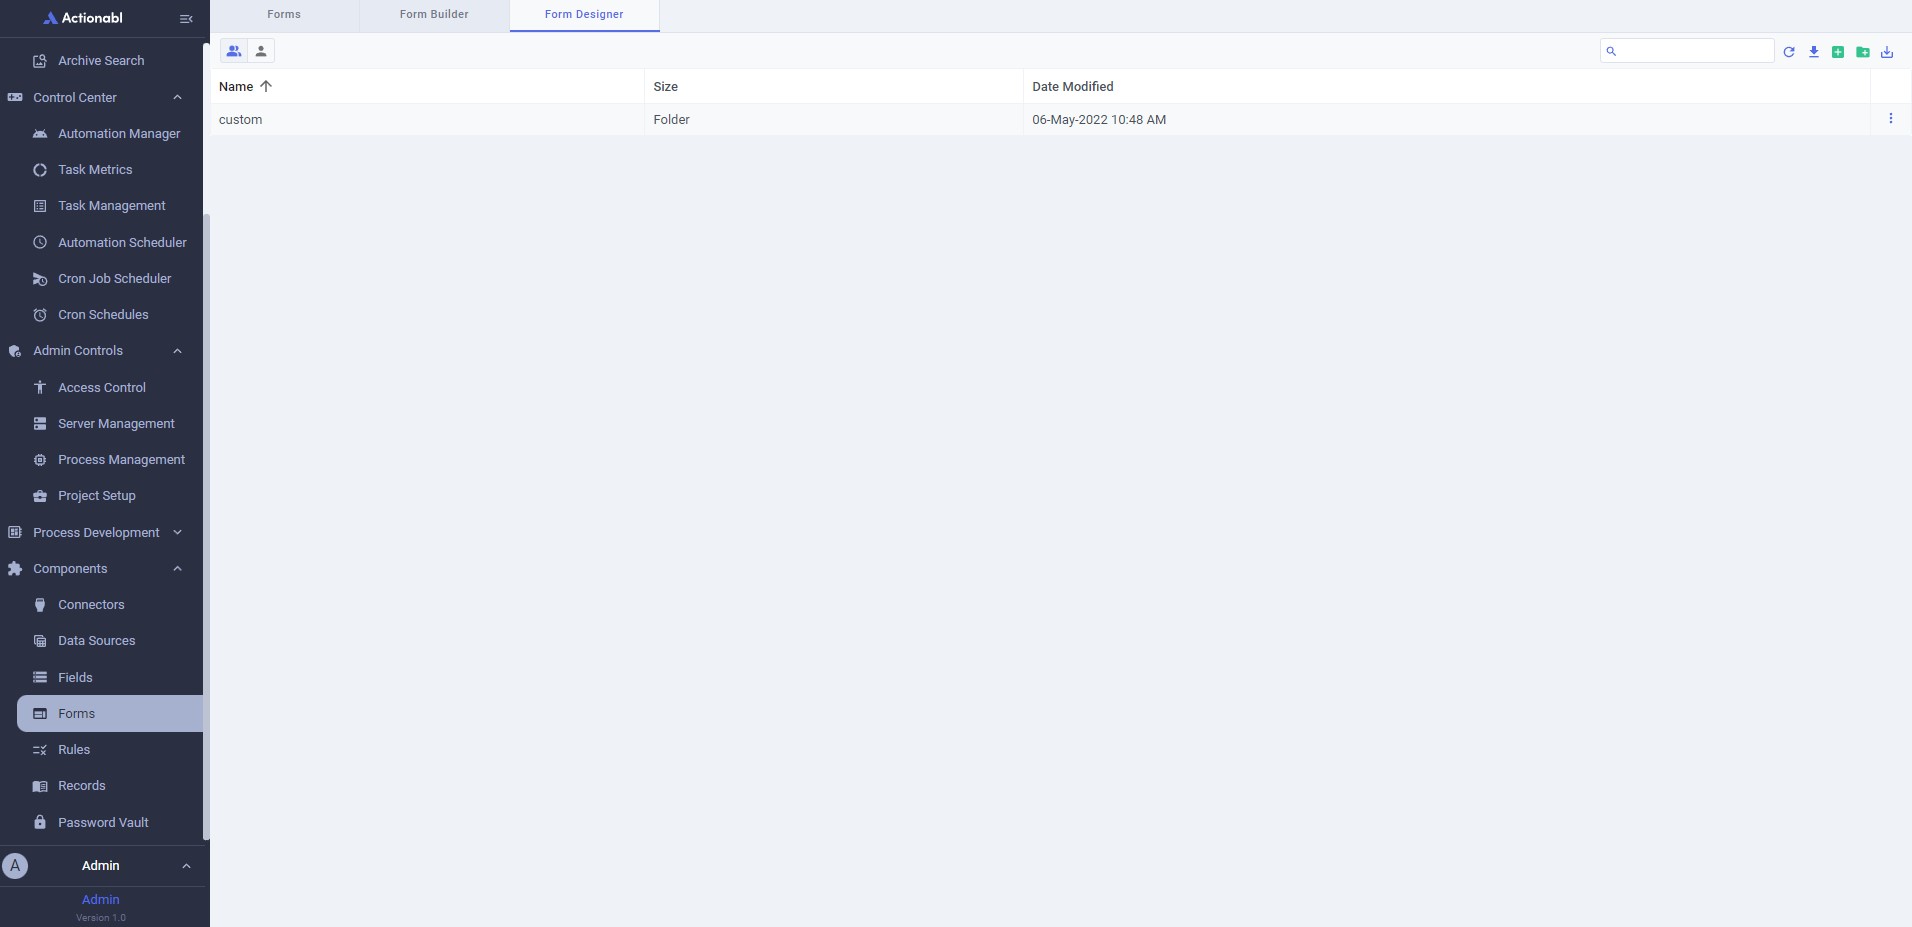 Actionabl
Forms
Form Builder
Form Designer
Archive Search
Control Center
Automation Manager
Task Metrics
Task Management
Automation Scheduler
Cron Job Scheduler
Cron Schedules
Admin Controls
Access Control
Server Management
Process Management
Project Setup
Process Development
Components
Connectors
Data Sources
Fields
Forms
Rules
Records
Password Vault
A Admin
Admin
Version 1.0
Name Size Date Modified
custom Folder 06-May-2022 10:48 AM